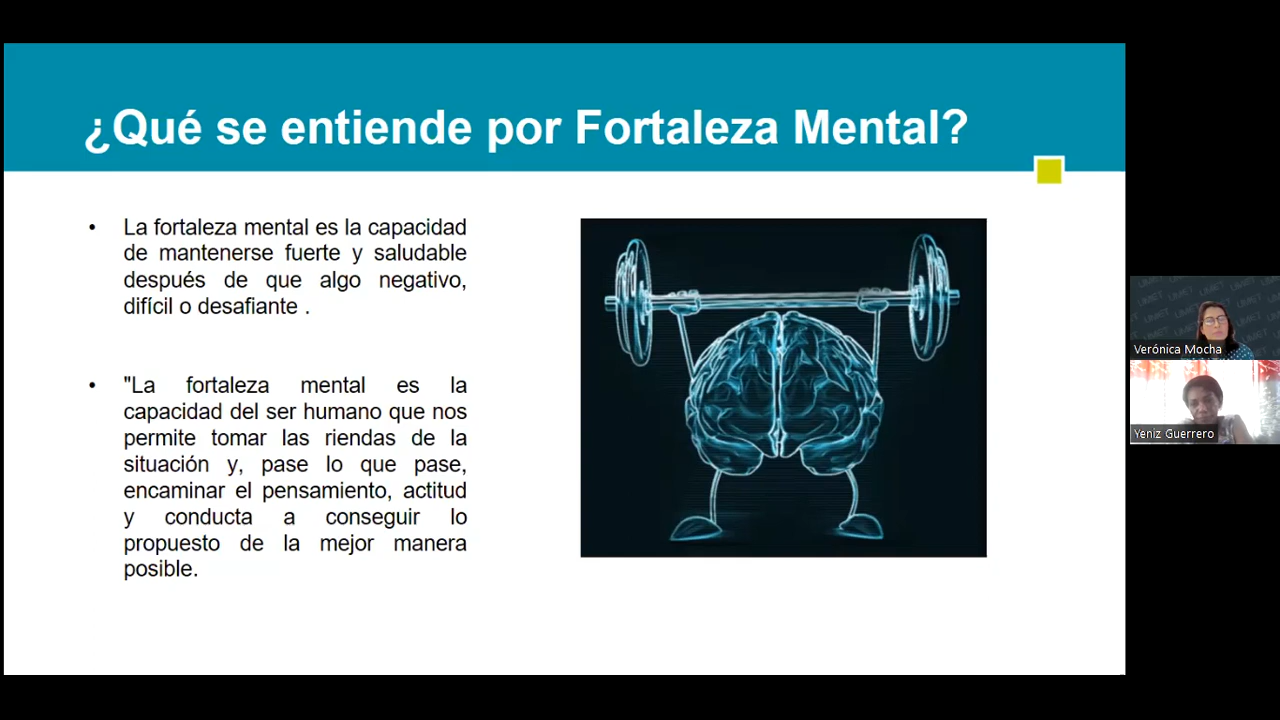 ¿Qué se entiende por Fortaleza Mental?
• La fortaleza mental es la capacidad
de mantenerse fuerte y saludable
después de que algo negativo,
difícil o desafiante .
• "La fortaleza mental es la
capacidad del ser humano que nos
permite tomar las riendas de la
situación y, pase lo que pase,
encaminar el pensamiento, actitud
y conducta a conseguir lo
propuesto de la mejor manera
posible.
Verónica Mocha
Yeniz Guerrero